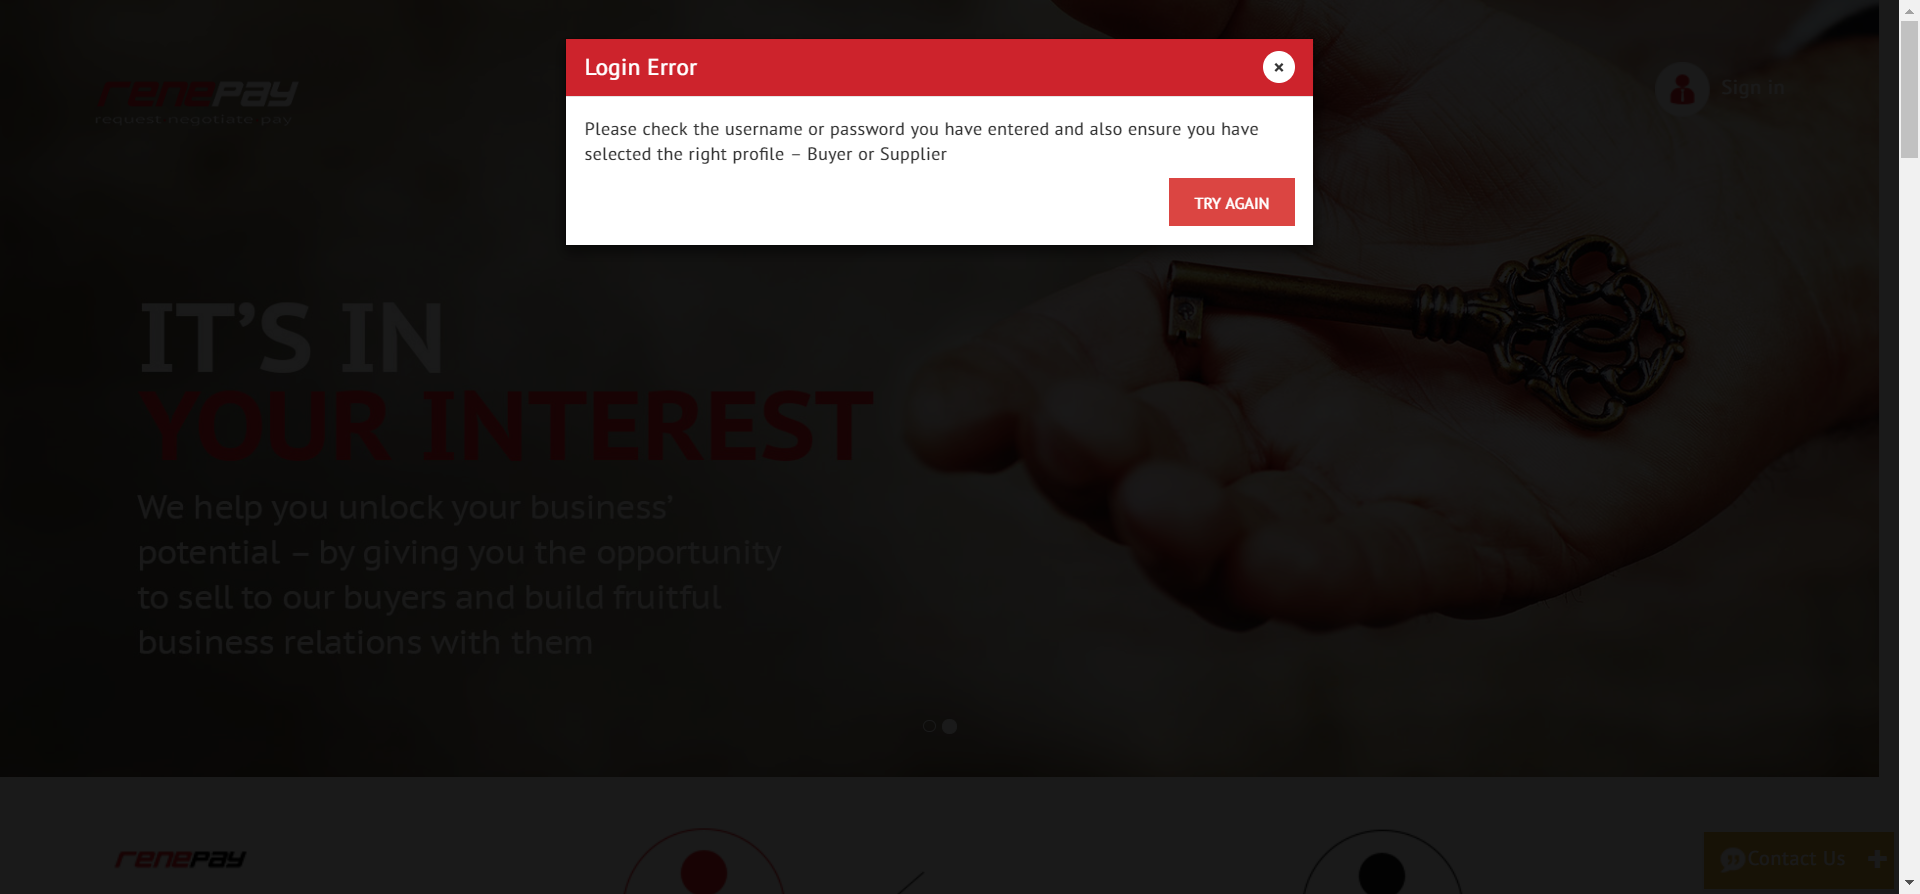 Login Error
×
Please check the username or password you have entered and also ensure you have
selected the right profile – Buyer or Supplier
TRY AGAIN
renepay
request negotiate pay
Sign in
IT’S IN
YOUR INTEREST
We help you unlock your business’
potential – by giving you the opportunity
to sell to our buyers and build fruitful
business relations with them
renepay
Contact Us